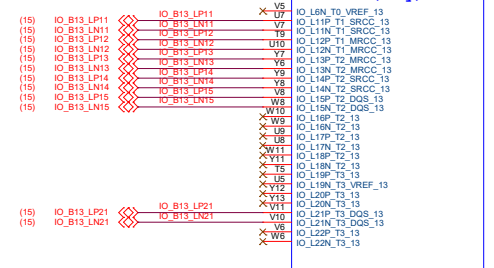 V5 IO_L6N_T0_VREF_13
(15) IO_B13_LP11 IO_B13_LP11 U7 IO_L11P_T1_SRCC_13
(15) IO_B13_LN11 IO_B13_LN11 V7 IO_L11N_T1_SRCC_13
(15) IO_B13_LP12 IO_B13_LP12 T9 IO_L12P_T1_MRCC_13
(15) IO_B13_LN12 IO_B13_LN12 U10 IO_L12N_T1_MRCC_13
(15) IO_B13_LP13 IO_B13_LP13 Y7 IO_L13P_T2_MRCC_13
(15) IO_B13_LN13 IO_B13_LN13 Y6 IO_L13N_T2_MRCC_13
(15) IO_B13_LP14 IO_B13_LP14 Y9 IO_L14P_T2_SRCC_13
(15) IO_B13_LN14 IO_B13_LN14 Y8 IO_L14N_T2_SRCC_13
(15) IO_B13_LP15 IO_B13_LP15 V8 IO_L15P_T2_DQS_13
(15) IO_B13_LN15 IO_B13_LN15 W8 IO_L15N_T2_DQS_13
W10 IO_L16P_T2_13
W9 IO_L16N_T2_13
U9 IO_L17P_T2_13
U8 IO_L17N_T2_13
W11 IO_L18P_T2_13
Y11 IO_L18N_T2_13
T5 IO_L19P_T3_13
U5 IO_L19N_T3_VREF_13
Y12 IO_L20P_T3_13
Y13 IO_L20N_T3_13
(15) IO_B13_LP21 IO_B13_LP21 V11 IO_L21P_T3_DQS_13
(15) IO_B13_LN21 IO_B13_LN21 V10 IO_L21N_T3_DQS_13
V6 IO_L22P_T3_13
W6 IO_L22N_T3_13